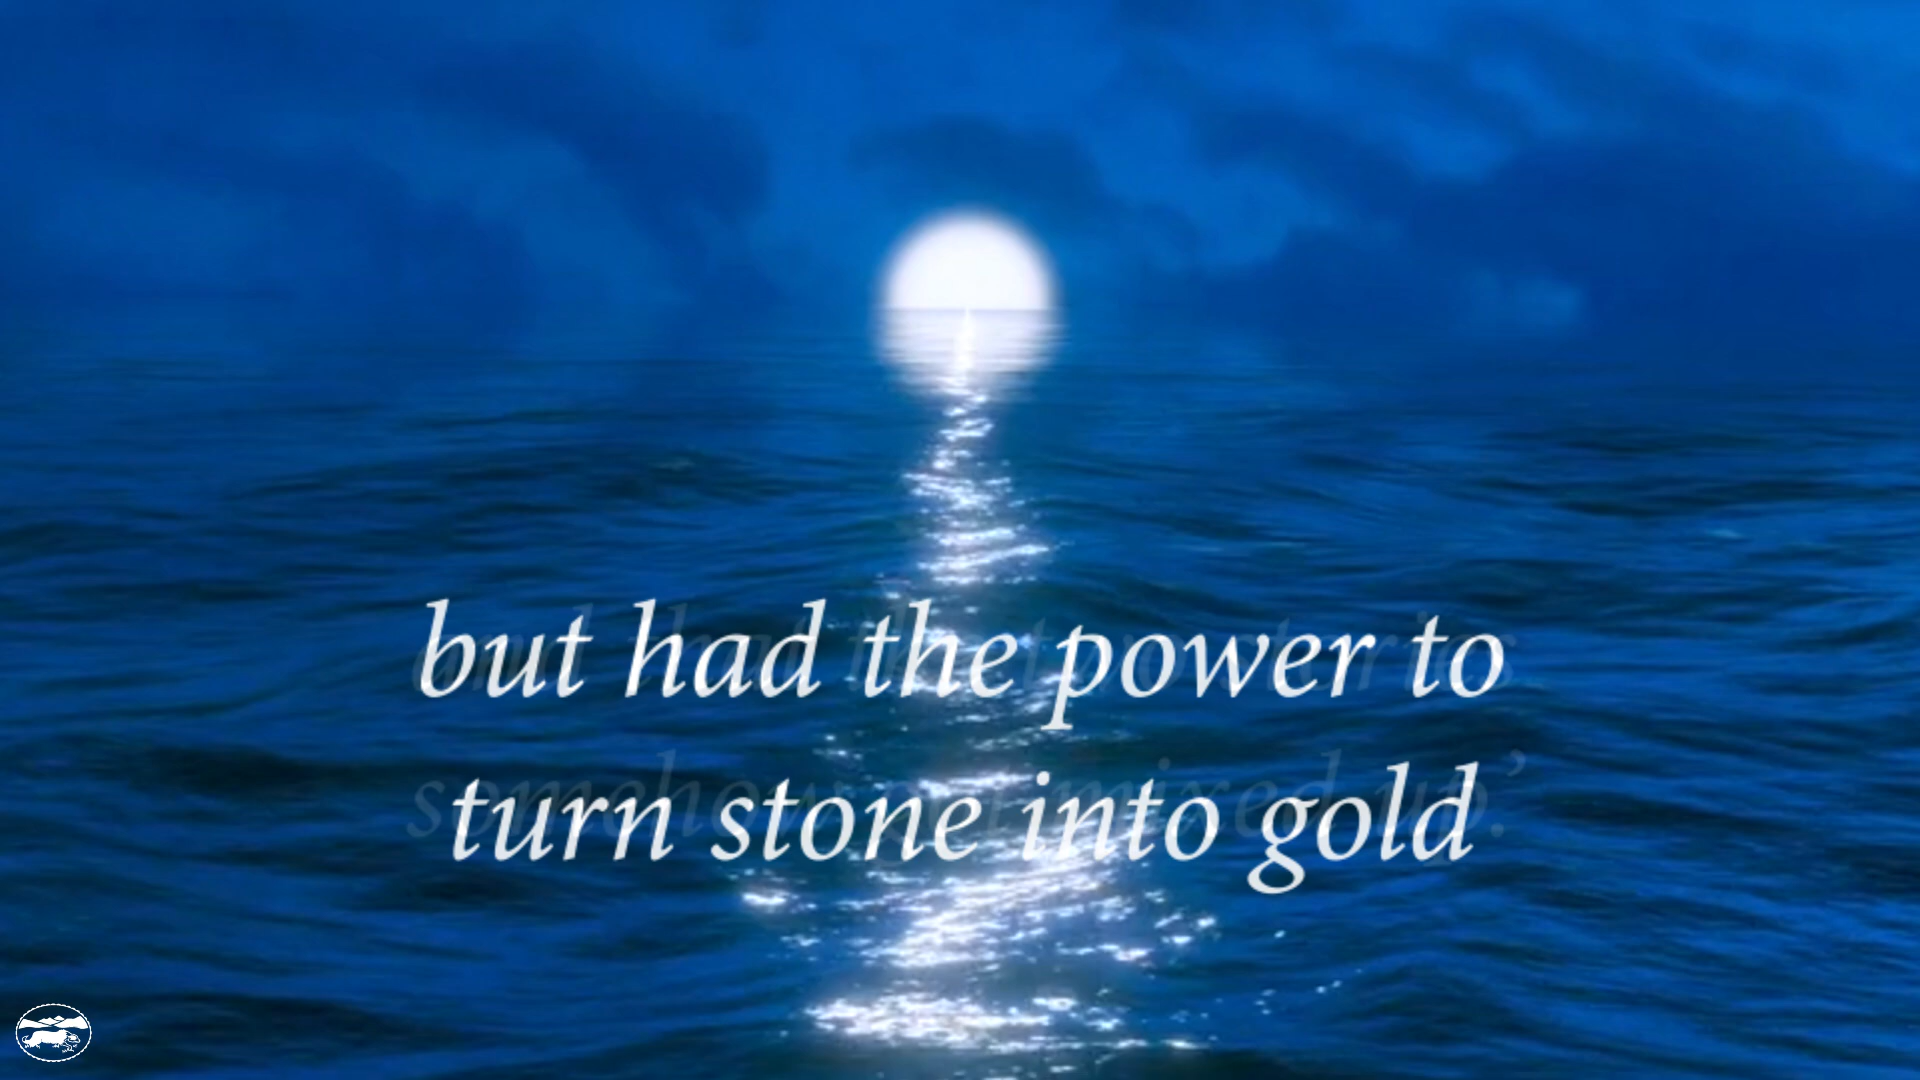 but had the power to
turn stone into gold